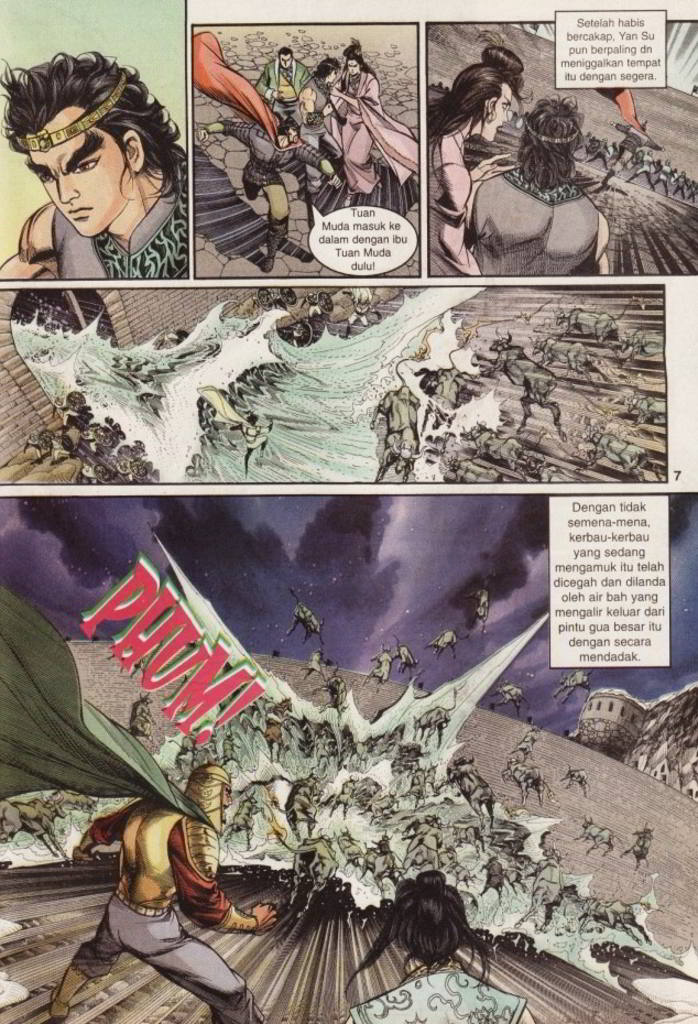 Tuan
Muda masuk ke
dalam dengan ibu
Tuan Muda
dulu!
Setelah habis
bercakap, Yan Su
pun berpaling dn
meniggalkan tempat
itu dengan segera.
7
PHUM!
Dengan tidak
semena-mena,
kerbau-kerbau
yang sedang
mengamuk itu telah
dicegah dan dilanda
oleh air bah yang
mengalir keluar dari
pintu gua besar itu
dengan secara
mendadak.